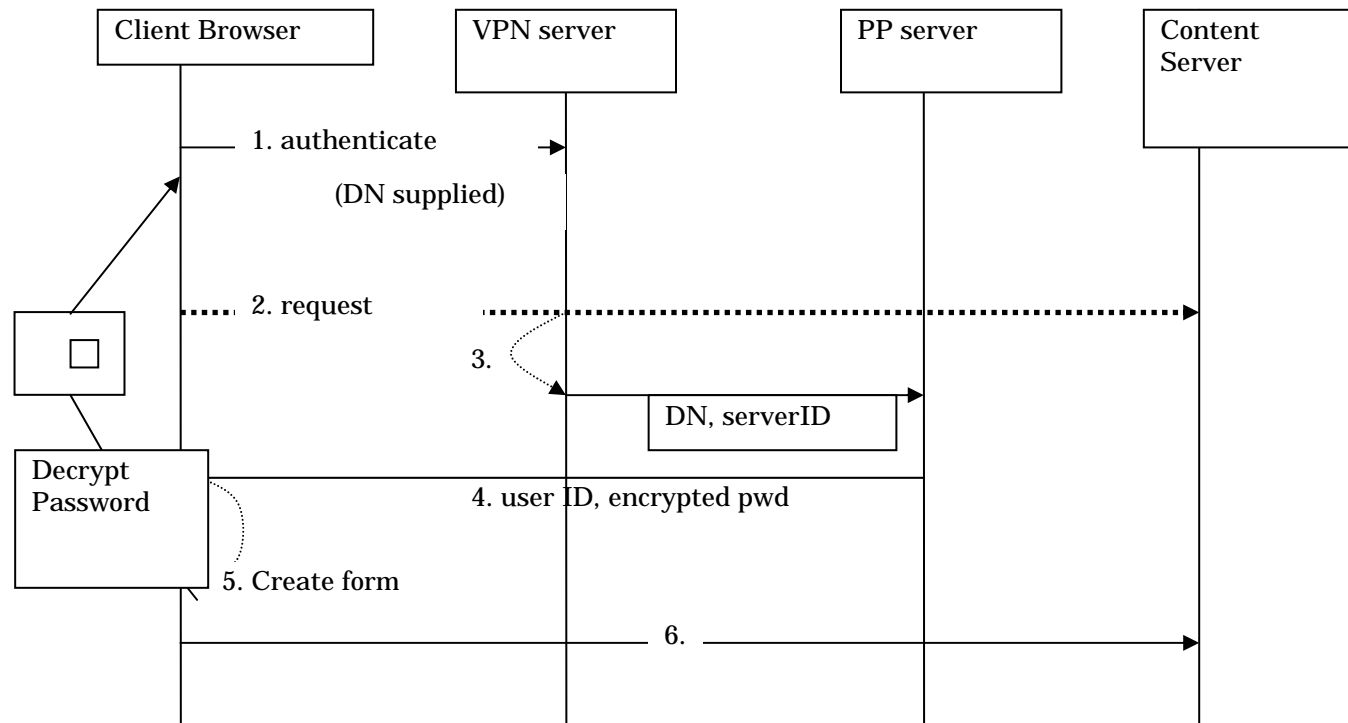 Client Browser
VPN server
PP server
Content
Server
1. authenticate
(DN supplied)
2. request
3.
DN, serverID
Decrypt
Password
4. user ID, encrypted pwd
5. Create form
6.